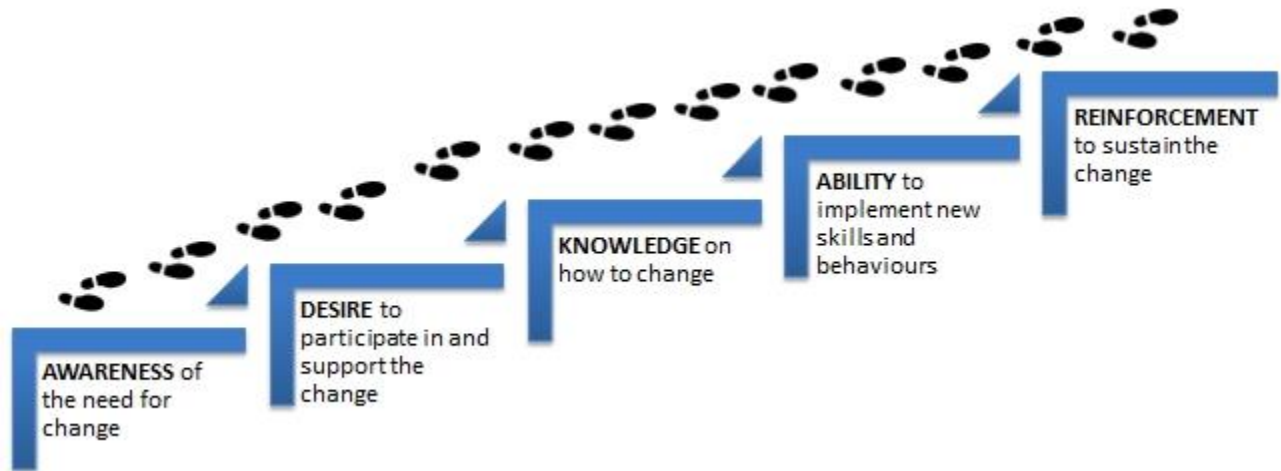 AWARENESS of
the need for
change
DESIRE to
participate in and
support the
change
KNOWLEDGE on
how to change
ABILITY to
implement new
skills and
behaviours
REINFORCEMENT
to sustain the
change